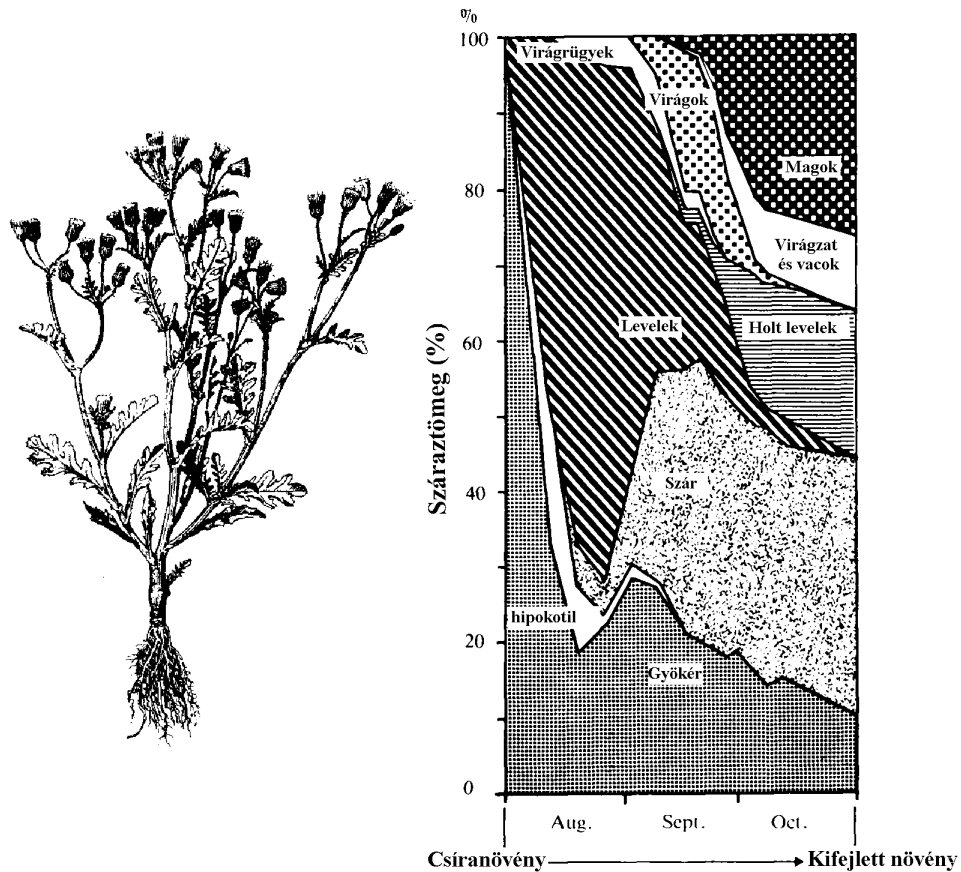 %
100
80
60
40
20
0
Száraztömeg (%)
Virágrügyek
Virágok
Magok
Virágzat
és vacok
Levelek
Holt levelek
Szár
hipokotil
Gyökér
Aug.
Sept.
Oct.
Csíranövény
Kifejlett növény